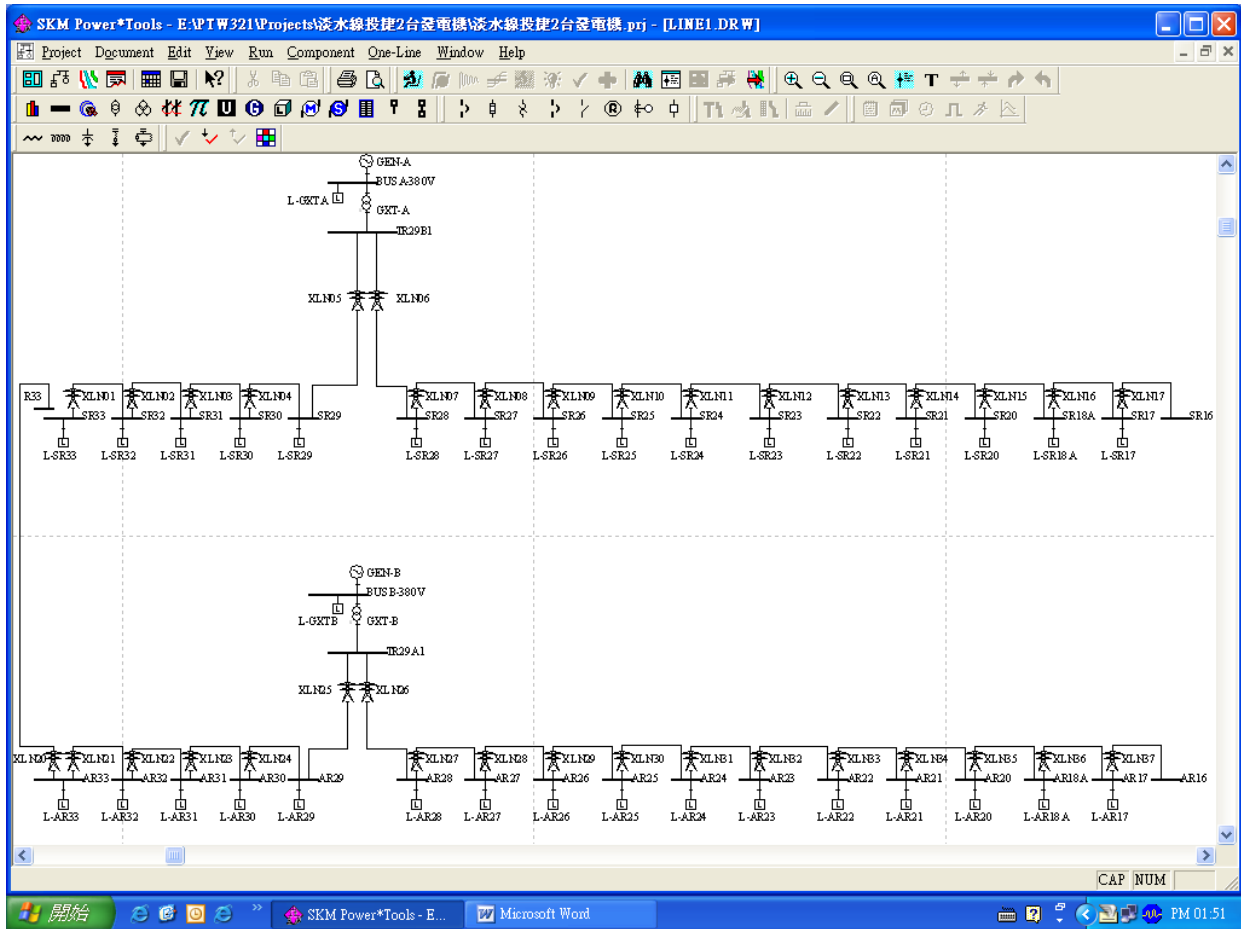 SKM Power*Tools - E:\PTW321\Projects\淡水線投捷2台發電機\淡水線投捷2台發電機.prj - [LINE1.DRW]
Project Document Edit View Run Component One-Line Window Help
GEN-A
BUS A-380V
L-GXTA
GXT-A
TR29B1
XLN05 XLN06
R33 XLN01 XLN02 XLN03 XLN04 XLN07 XLN08 XLN09 XLN10 XLN11 XLN12 XLN13 XLN14 XLN15 XLN16 XLN17
SR33 SR32 SR31 SR30 SR29 SR28 SR27 SR26 SR25 SR24 SR23 SR22 SR21 SR20 SR18A SR17 SR16
L-SR33 L-SR32 L-SR31 L-SR30 L-SR29 L-SR28 L-SR27 L-SR26 L-SR25 L-SR24 L-SR23 L-SR22 L-SR21 L-SR20 L-SR18A L-SR17
GEN-B
BUSB-380V
L-GXTB GXT-B
TR29A1
XLN25 XLN26
XLN20 XLN21 XLN22 XLN23 XLN24 XLN27 XLN28 XLN29 XLN30 XLN31 XLN32 XLN33 XLN34 XLN35 XLN36 XLN37
AR33 AR32 AR31 AR30 AR29 AR28 AR27 AR26 AR25 AR24 AR23 AR22 AR21 AR20 AR18A AR17 AR16
L-AR33 L-AR32 L-AR31 L-AR30 L-AR29 L-AR28 L-AR27 L-AR26 L-AR25 L-AR24 L-AR23 L-AR22 L-AR21 L-AR20 L-AR18A L-AR17
CAP NUM
開始 SKM Power*Tools - E... Microsoft Word PM 01:51